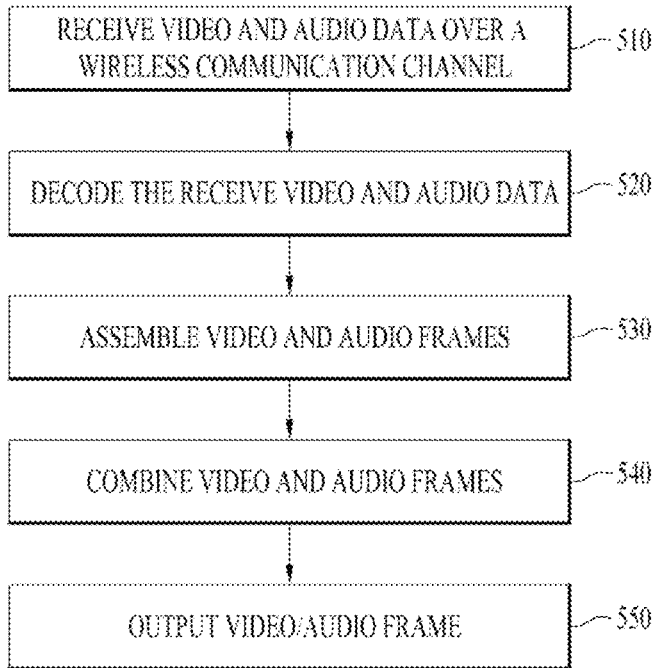 RECEIVE VIDEO AND AUDIO DATA OVER A
WIRELESS COMMUNICATION CHANNEL
510
DECODE THE RECEIVE VIDEO AND AUDIO DATA
520
ASSEMBLE VIDEO AND AUDIO FRAMES
530
COMBINE VIDEO AND AUDIO FRAMES
540
OUTPUT VIDEO/AUDIO FRAME
550